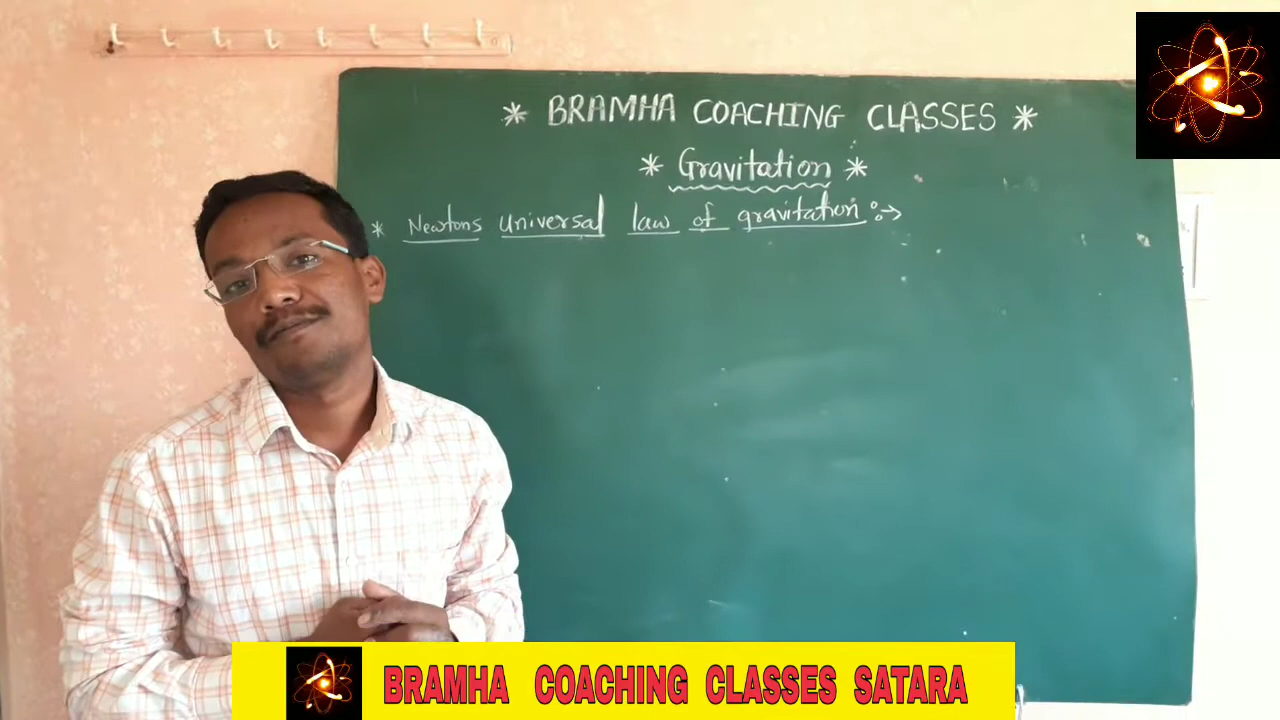 * BRAMHA COACHING CLASSES *
* Gravitation *
* Newtons universal law of gravitation :→
BRAMHA COACHING CLASSES SATARA